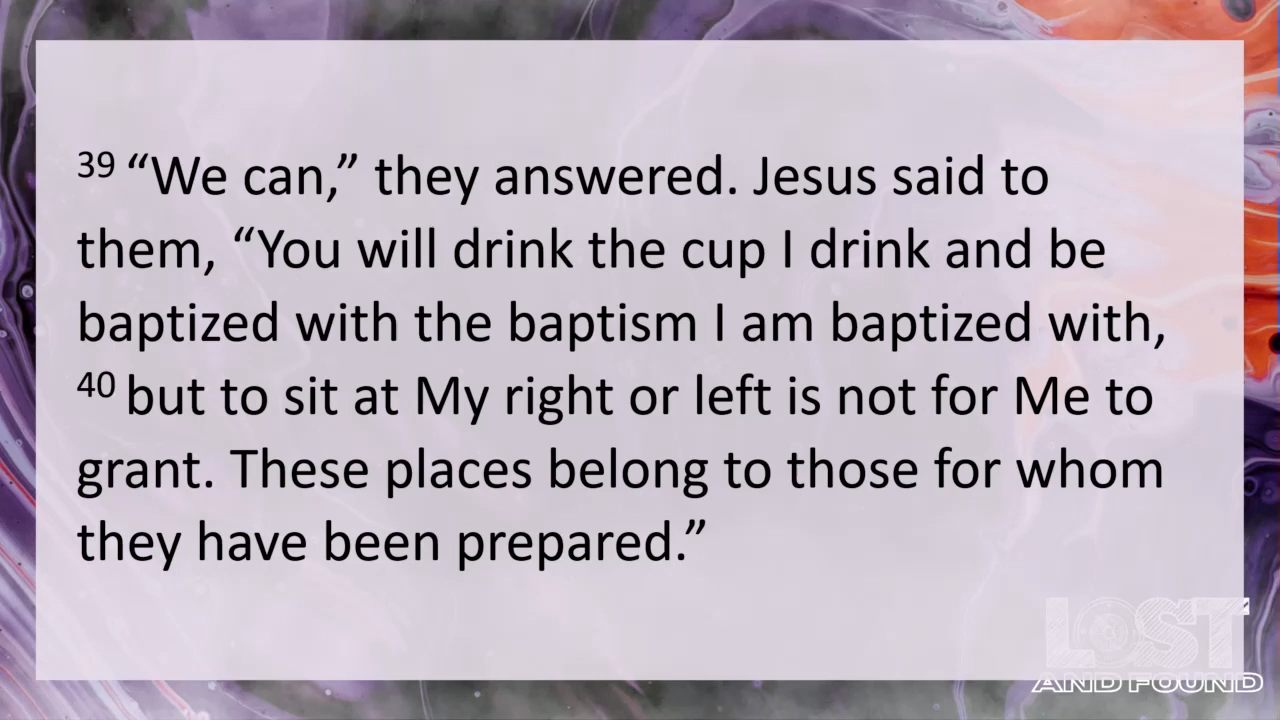 39 “We can,” they answered. Jesus said to
them, “You will drink the cup I drink and be
baptized with the baptism I am baptized with,
40 but to sit at My right or left is not for Me to
grant. These places belong to those for whom
they have been prepared.”
LOST
AND FOUND